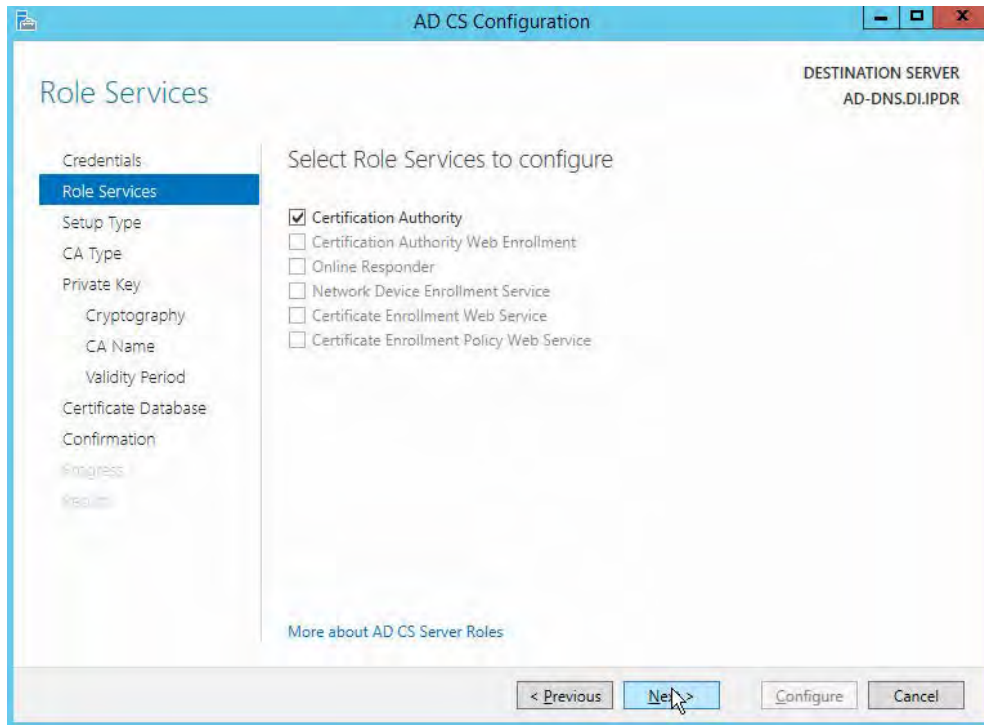 AD CS Configuration
Role Services
DESTINATION SERVER
AD-DNS.DI.IPDR
Credentials
Role Services
Setup Type
CA Type
Private Key
Cryptography
CA Name
Validity Period
Certificate Database
Confirmation
Progress
Results
Select Role Services to configure
Certification Authority
Certification Authority Web Enrollment
Online Responder
Network Device Enrollment Service
Certificate Enrollment Web Service
Certificate Enrollment Policy Web Service
More about AD CS Server Roles
< Previous
Next >
Configure
Cancel